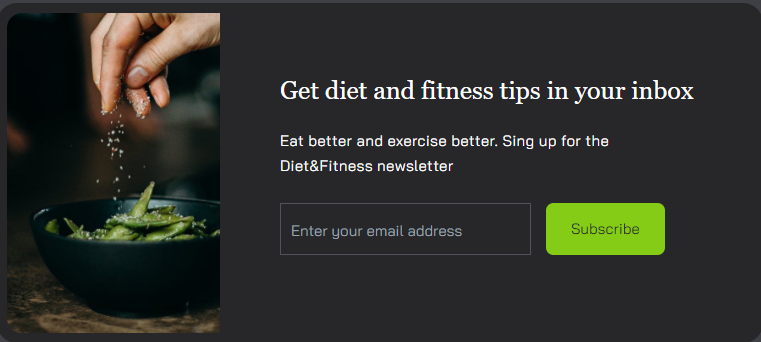 Get diet and fitness tips in your inbox
Eat better and exercise better. Sing up for the
Diet&Fitness newsletter
Enter your email address
Subscribe